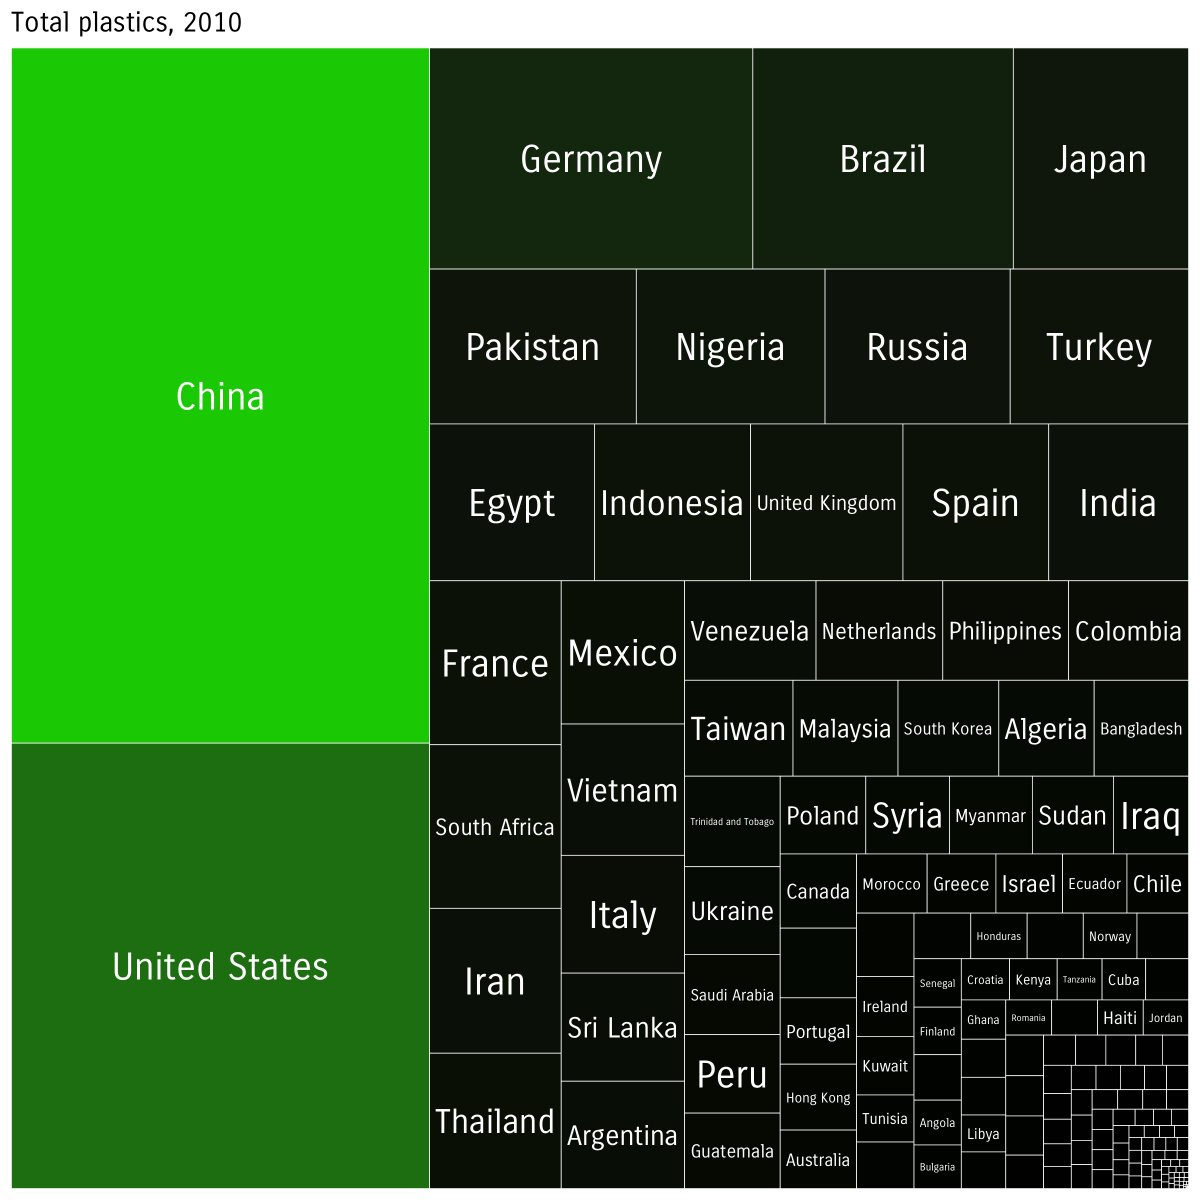 Total plastics, 2010
China
United States
Germany
Brazil
Japan
Pakistan
Nigeria
Russia
Turkey
Egypt
Indonesia
United Kingdom
Spain
India
France
South Africa
Iran
Thailand
Mexico
Vietnam
Italy
Sri Lanka
Argentina
Venezuela
Netherlands
Philippines
Colombia
Taiwan
Malaysia
South Korea
Algeria
Bangladesh
Trinidad and Tobago
Ukraine
Saudi Arabia
Peru
Guatemala
Poland
Syria
Myanmar
Sudan
Iraq
Canada
Portugal
Hong Kong
Australia
Morocco
Greece
Israel
Ecuador
Chile
Ireland
Kuwait
Tunisia
Honduras
Norway
Senegal
Finland
Angola
Bulgaria
Croatia
Kenya
Tanzania
Cuba
Ghana
Libya
Romania
Haiti
Jordan